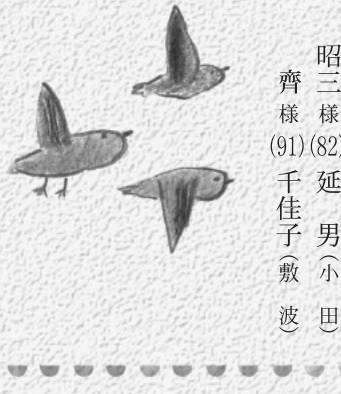 昭三 様 (82) 延 男 (小 田)
齊 様 (91) 千佳子 (敷 波)